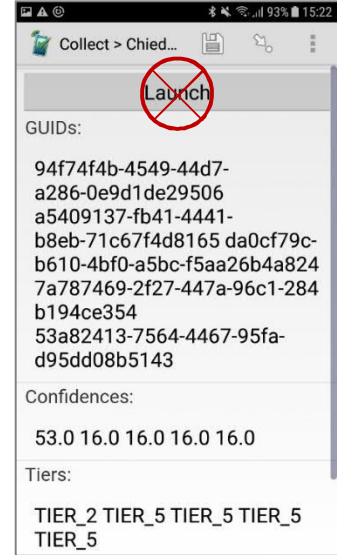 93% 15:22
Collect > Chied...
Launch
GUIDs:
94f74f4b-4549-44d7-
a286-0e9d1de29506
a5409137-fb41-4441-
b8eb-71c67f4d8165 da0cf79c-
b610-4bf0-a5bc-f5aa26b4a824
7a787469-2f27-447a-96c1-284
b194ce354
53a82413-7564-4467-95fa-
d95dd08b5143
Confidences:
53.0 16.0 16.0 16.0 16.0
Tiers:
TIER_2 TIER_5 TIER_5 TIER_5
TIER_5